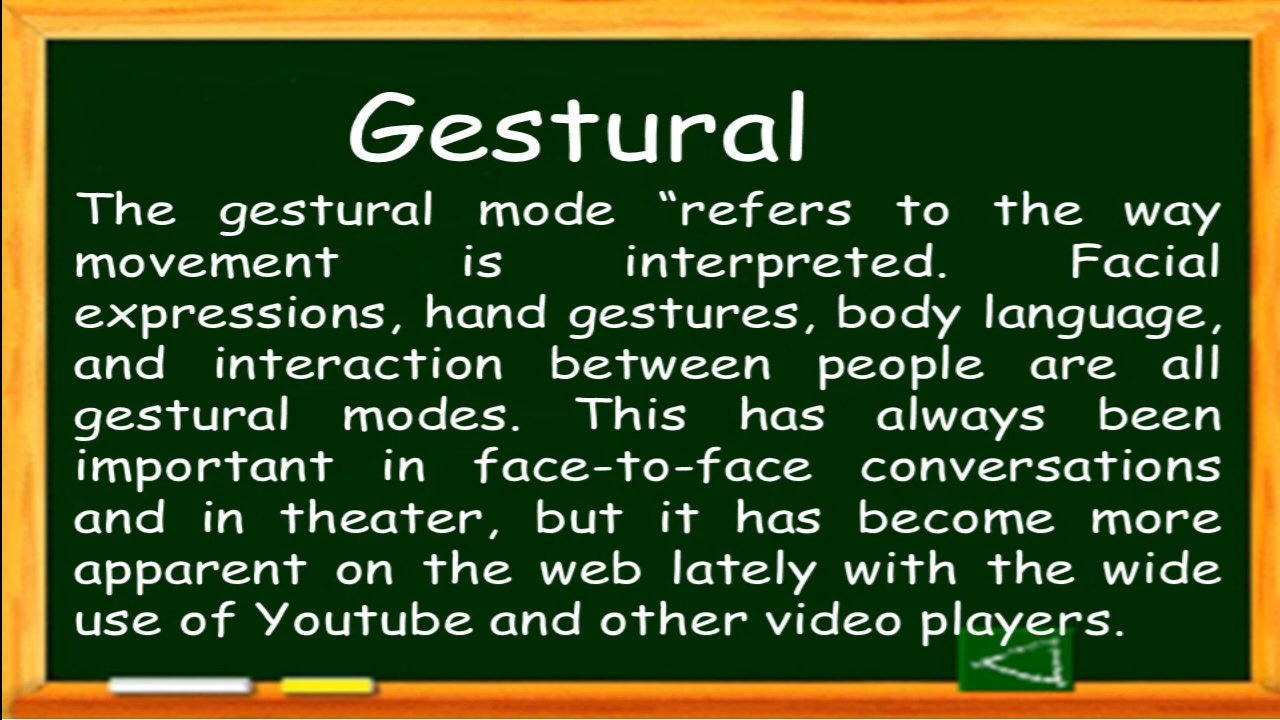 Gestural
The gestural mode “refers to the way
movement is interpreted. Facial
expressions, hand gestures, body language,
and interaction between people are all
gestural modes. This has always been
important in face-to-face conversations
and in theater, but it has become more
apparent on the web lately with the wide
use of Youtube and other video players.